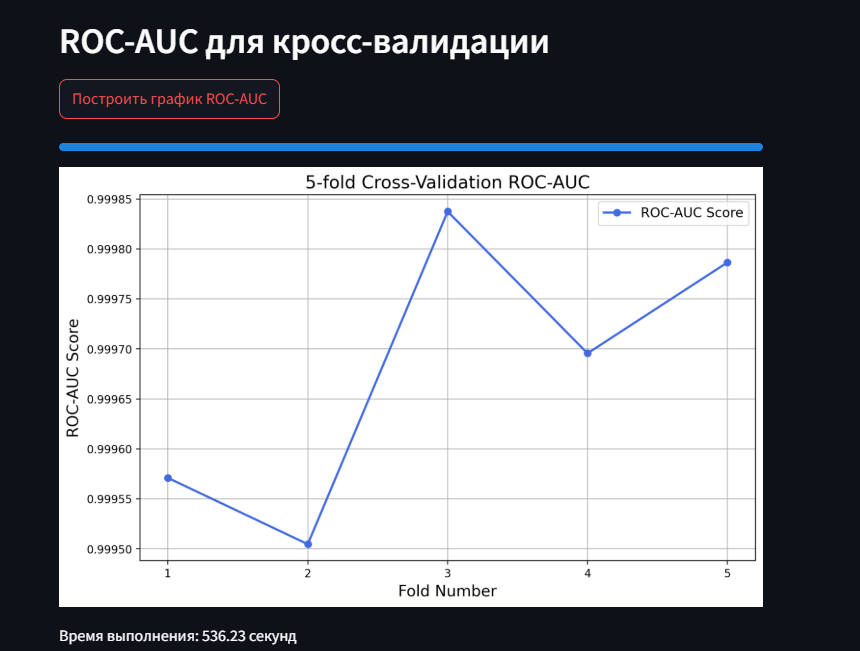 ROC-AUC для кросс-валидации
Построить график ROC-AUC
5-fold Cross-Validation ROC-AUC
ROC-AUC Score
0.99985
0.99980
0.99975
0.99970
0.99965
0.99960
0.99955
0.99950
ROC-AUC Score
1 2 3 4 5
Fold Number
Время выполнения: 536.23 секунд